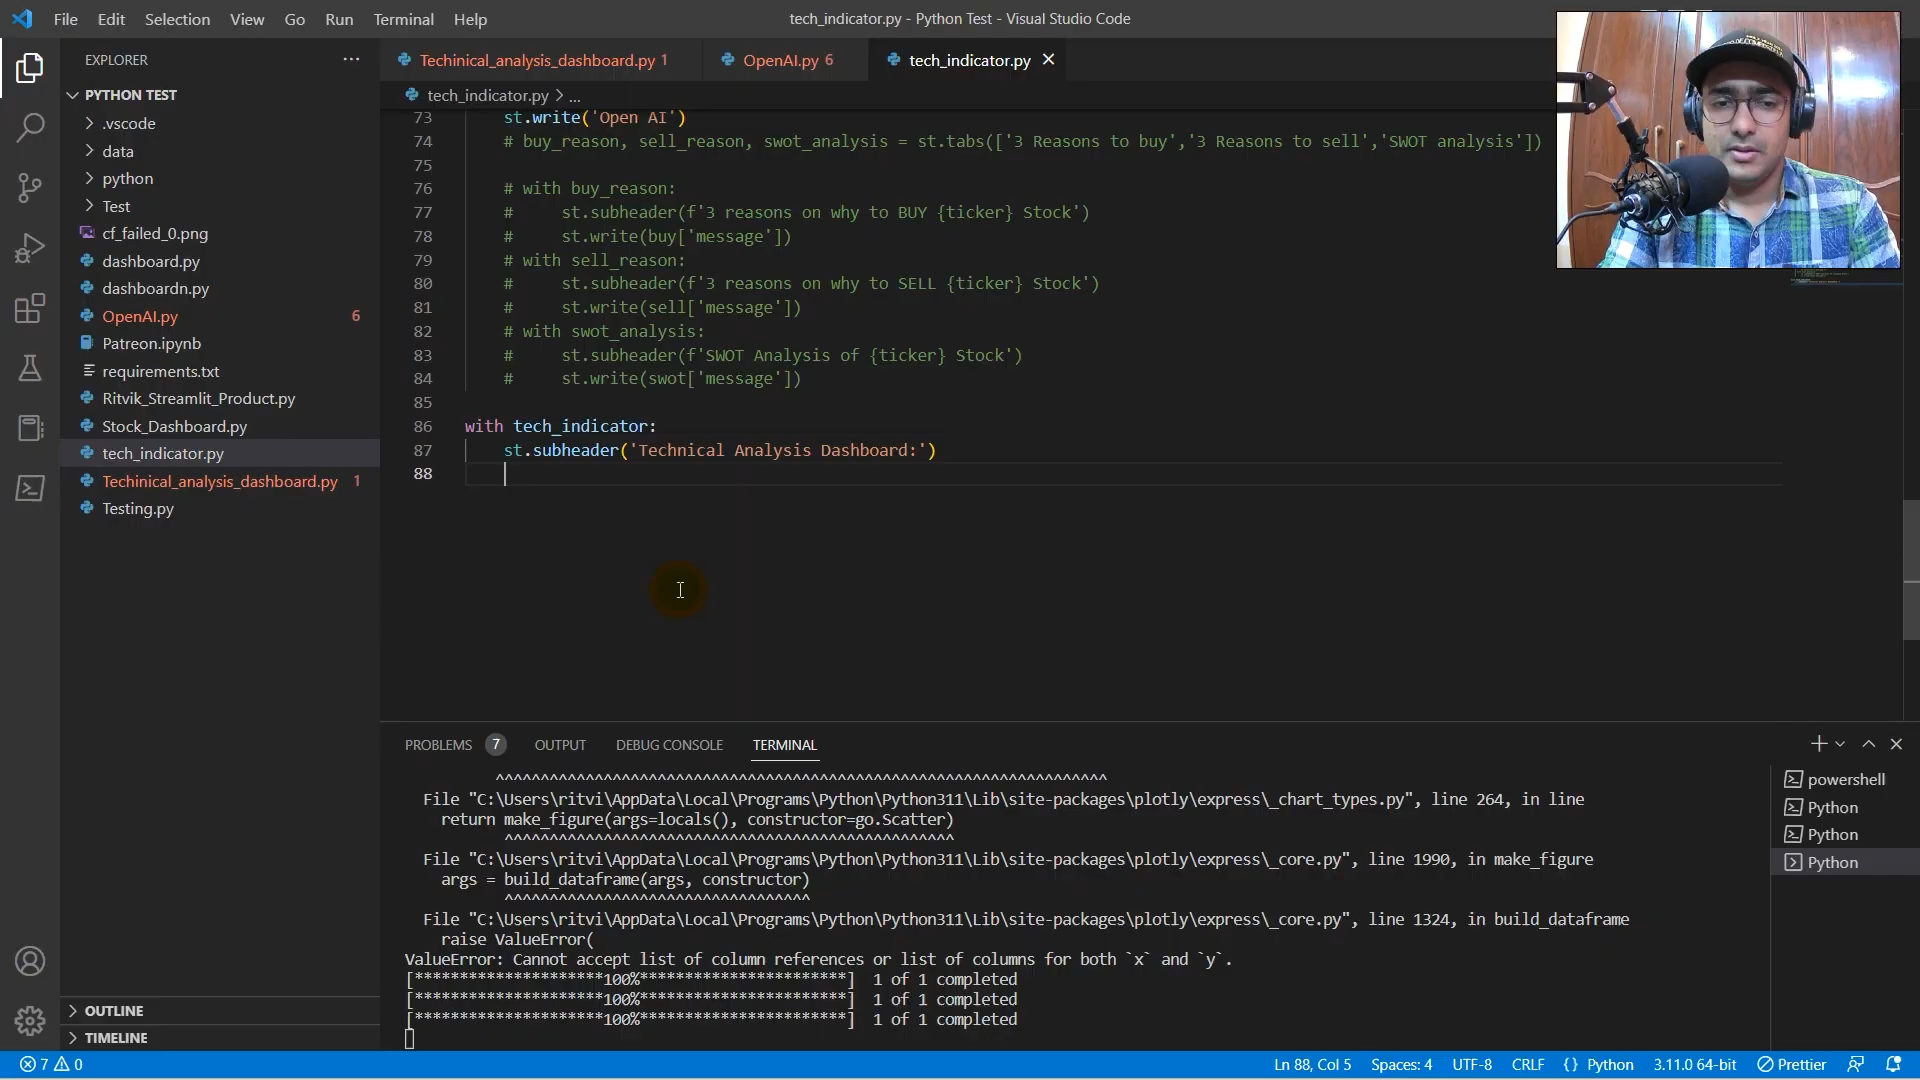 File Edit Selection View Go Run Terminal Help
tech_indicator.py - Python Test - Visual Studio Code
EXPLORER
PYTHON TEST
.vscode
data
python
Test
cf_failed_0.png
dashboard.py
dashboardn.py
OpenAI.py 6
Patreon.ipynb
requirements.txt
Ritvik_Streamlit_Product.py
Stock_Dashboard.py
tech_indicator.py
Techinical_analysis_dashboard.py 1
Testing.py
OUTLINE
TIMELINE
Techinical_analysis_dashboard.py 1 OpenAI.py 6 tech_indicator.py
tech_indicator.py > ...
73 st.write('Open AI')
74 # buy_reason, sell_reason, swot_analysis = st.tabs(['3 Reasons to buy','3 Reasons to sell','SWOT analysis'])
75
76 # with buy_reason:
77 #     st.subheader(f'3 reasons on why to BUY {ticker} Stock')
78 #     st.write(buy['message'])
79 # with sell_reason:
80 #     st.subheader(f'3 reasons on why to SELL {ticker} Stock')
81 #     st.write(sell['message'])
82 # with swot_analysis:
83 #     st.subheader(f'SWOT Analysis of {ticker} Stock')
84 #     st.write(swot['message'])
85
86 with tech_indicator:
87     st.subheader('Technical Analysis Dashboard:')
88
PROBLEMS 7 OUTPUT DEBUG CONSOLE TERMINAL
^^^^^^^^^^^^^^^^^^^^^^^^^^^^^^^^^^^^^^^^^^^^^^^^^^^^^^^^^^^^^^^^^^^^
File "C:\Users\ritvi\AppData\Local\Programs\Python\Python311\Lib\site-packages\plotly\express\_chart_types.py", line 264, in line
return make_figure(args=locals(), constructor=go.Scatter)
^^^^^^^^^^^^^^^^^^^^^^^^^^^^^^^^^^^^^^^^^^^^^^^^^^
File "C:\Users\ritvi\AppData\Local\Programs\Python\Python311\Lib\site-packages\plotly\express\_core.py", line 1990, in make_figure
args = build_dataframe(args, constructor)
^^^^^^^^^^^^^^^^^^^^^^^^^^^^^^^^^^
File "C:\Users\ritvi\AppData\Local\Programs\Python\Python311\Lib\site-packages\plotly\express\_core.py", line 1324, in build_dataframe
raise ValueError(
ValueError: Cannot accept list of column references or list of columns for both `x` and `y`.
[*********************100%***********************]  1 of 1 completed
[*********************100%***********************]  1 of 1 completed
[*********************100%***********************]  1 of 1 completed
powershell
Python
Python
Python
7 0 Ln 88, Col 5 Spaces: 4 UTF-8 CRLF {} Python 3.11.0 64-bit Prettier